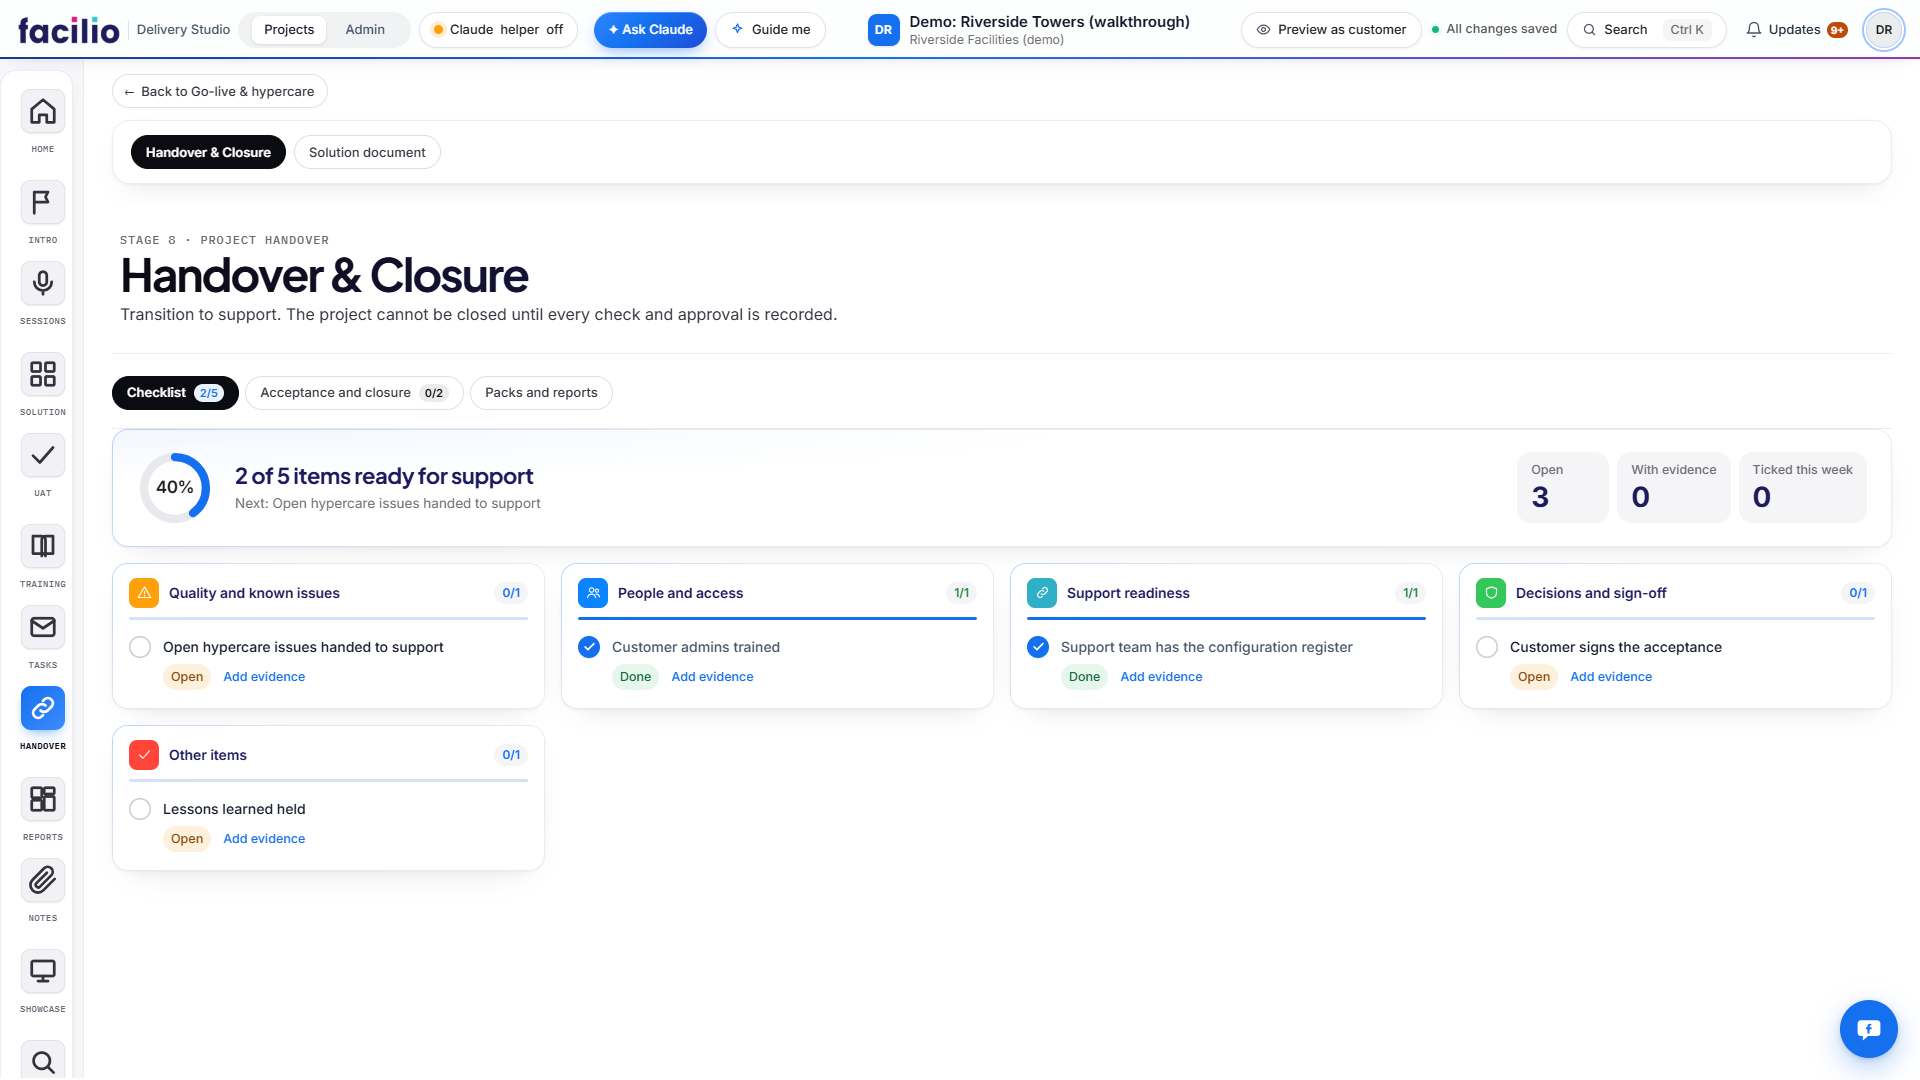 facilio
Delivery Studio
Projects
Admin
Claude helper off
Ask Claude
Guide me
DR
Demo: Riverside Towers (walkthrough)
Riverside Facilities (demo)
Preview as customer
All changes saved
Search
Ctrl K
Updates
9+
DR
← Back to Go-live & hypercare
Handover & Closure
Solution document
STAGE 8 · PROJECT HANDOVER
Handover & Closure
Transition to support. The project cannot be closed until every check and approval is recorded.
Checklist 2/5
Acceptance and closure 0/2
Packs and reports
40%
2 of 5 items ready for support
Next: Open hypercare issues handed to support
Open
3
With evidence
0
Ticked this week
0
Quality and known issues 0/1
Open hypercare issues handed to support
Open Add evidence
People and access 1/1
Customer admins trained
Done Add evidence
Support readiness 1/1
Support team has the configuration register
Done Add evidence
Decisions and sign-off 0/1
Customer signs the acceptance
Open Add evidence
Other items 0/1
Lessons learned held
Open Add evidence
HOME
INTRO
SESSIONS
SOLUTION
UAT
TRAINING
TASKS
HANDOVER
REPORTS
NOTES
SHOWCASE